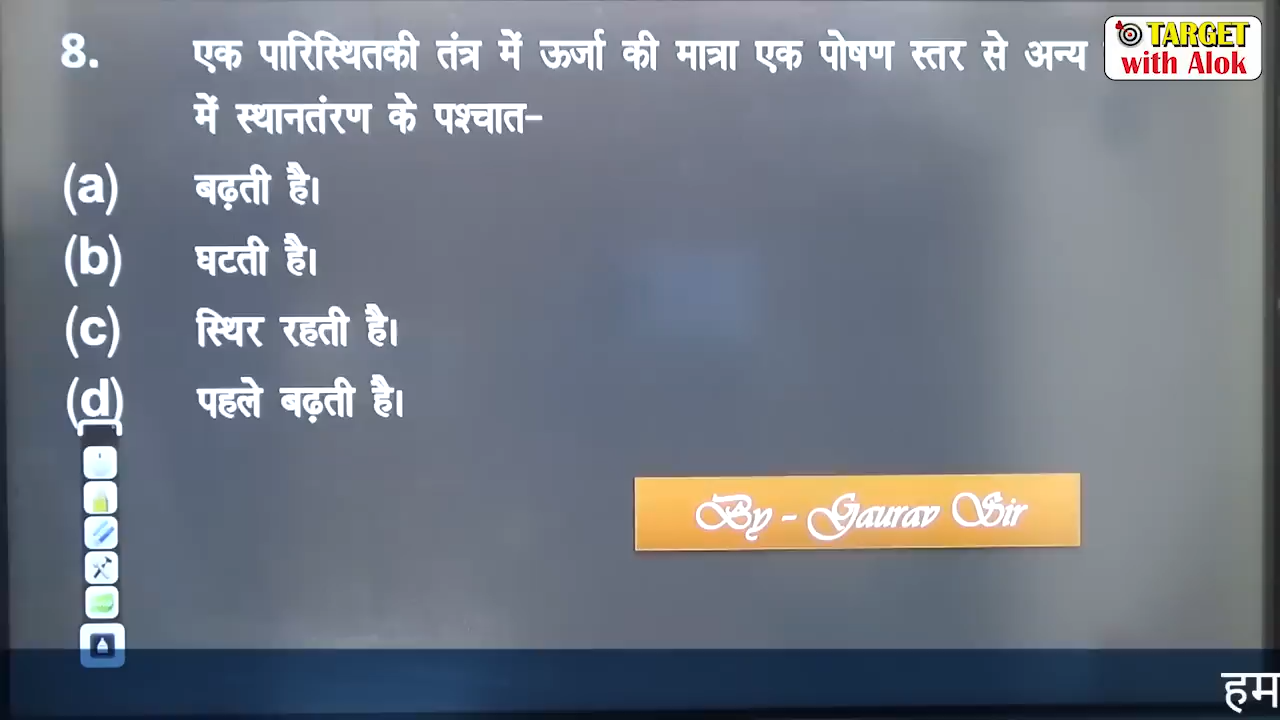 TARGET
with Alok
8. एक पारिस्थितकी तंत्र में ऊर्जा की मात्रा एक पोषण स्तर से अन्य
में स्थानतंरण के पश्चात-
(a) बढ़ती है।
(b) घटती है।
(c) स्थिर रहती है।
(d) पहले बढ़ती है।
By - Gaurav Sir
हम